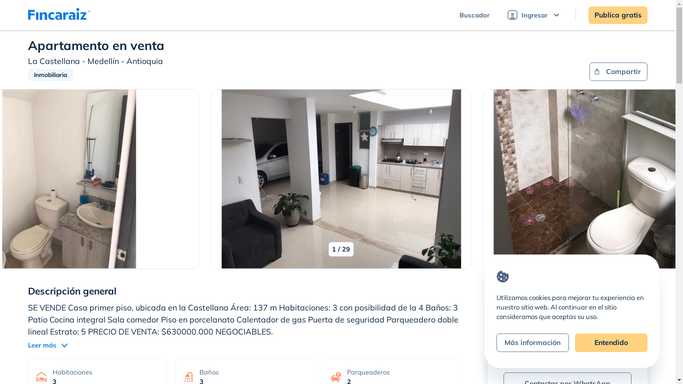 Fincaraiz
Buscador
Ingresar
Publica gratis
Apartamento en venta
La Castellana - Medellín - Antioquia
Inmobiliaria
Compartir
1 / 29
Descripción general
SE VENDE Casa primer piso, ubicada en la Castellana Área: 137 m Habitaciones: 3 con posibilidad de la 4 Baños: 3
Patio Cocina integral Sala comedor Piso en porcelanato Calentador de gas Puerta de seguridad Parqueadero doble
lineal Estrato: 5 PRECIO DE VENTA: $630000.000 NEGOCIABLES.
Leer más
Habitaciones
3
Baños
3
Parqueaderos
2
Utilizamos cookies para mejorar tu experiencia en
nuestro sitio web. Al continuar en el sitio
consideramos que aceptas su uso.
Más información
Entendido
Contactar por WhatsApp